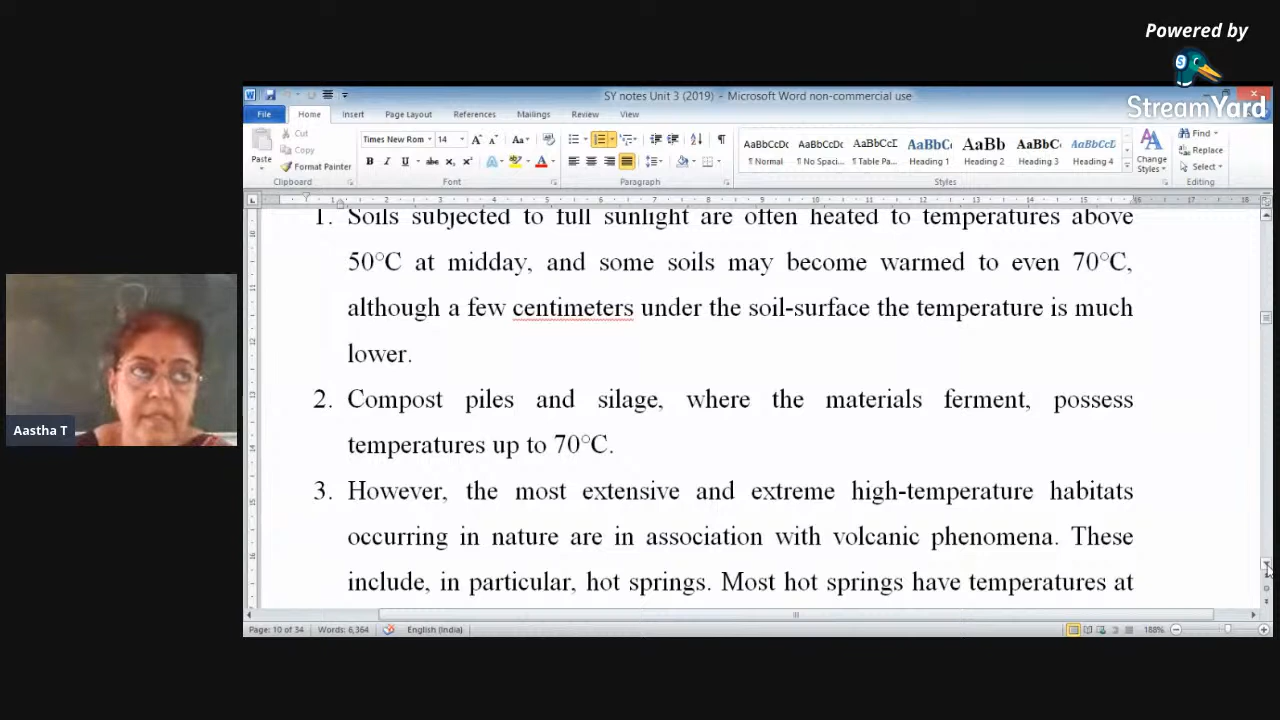 Powered by
StreamYard
SY notes Unit 3 (2019) - Microsoft Word non-commercial use
File Home Insert Page Layout References Mailings Review View
Paste
Cut
Copy
Format Painter
Clipboard
Times New Rom 14
Font
Paragraph
AaBbCcDc AaBbCcDc AaBbCcD AaBbC AaBb AaBbC AaBbCcD
¶ Normal ¶ No Spaci... ¶ Table Pa... Heading 1 Heading 2 Heading 3 Heading 4
Styles
Change
Styles
Find
Replace
Select
Editing
1. Soils subjected to full sunlight are often heated to temperatures above
50°C at midday, and some soils may become warmed to even 70°C,
although a few centimeters under the soil-surface the temperature is much
lower.
2. Compost piles and silage, where the materials ferment, possess
temperatures up to 70°C.
3. However, the most extensive and extreme high-temperature habitats
occurring in nature are in association with volcanic phenomena. These
include, in particular, hot springs. Most hot springs have temperatures at
Aastha T
Page: 10 of 34 Words: 6,364 English (India) 188%